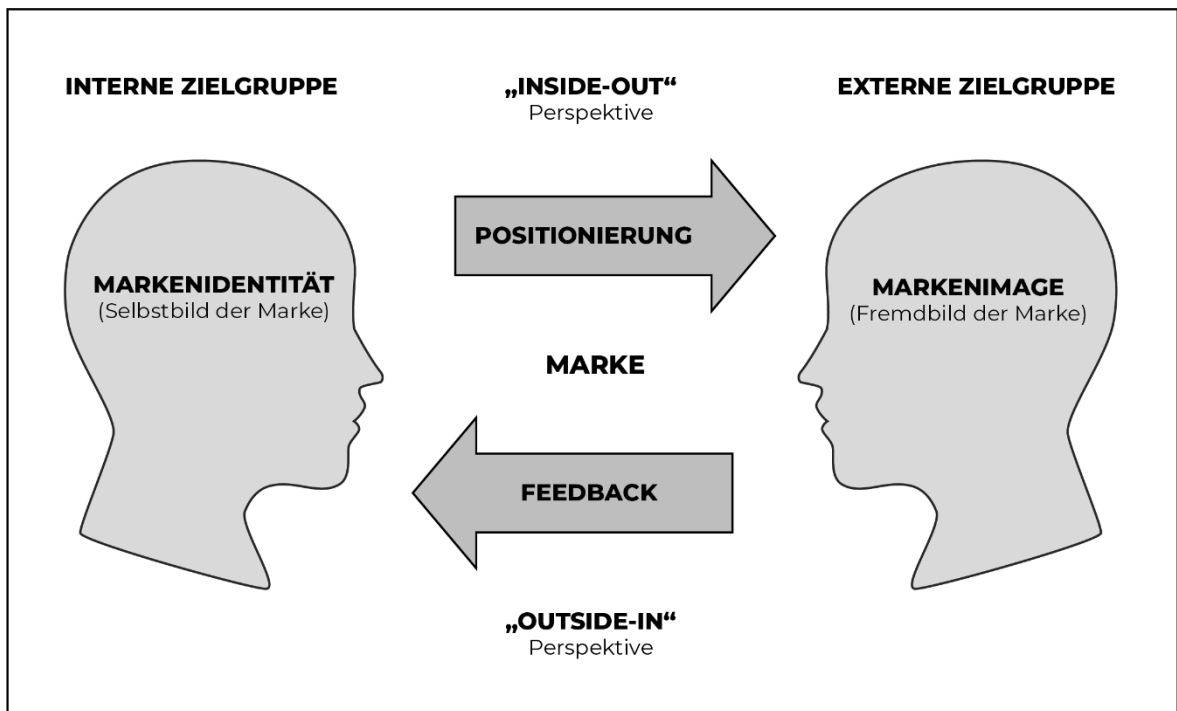 INTERNE ZIELGRUPPE
„INSIDE-OUT“
Perspektive
EXTERNE ZIELGRUPPE
POSITIONIERUNG
MARKENIDENTITÄT
(Selbstbild der Marke)
MARKENIMAGE
(Fremdbild der Marke)
MARKE
FEEDBACK
„OUTSIDE-IN“
Perspektive